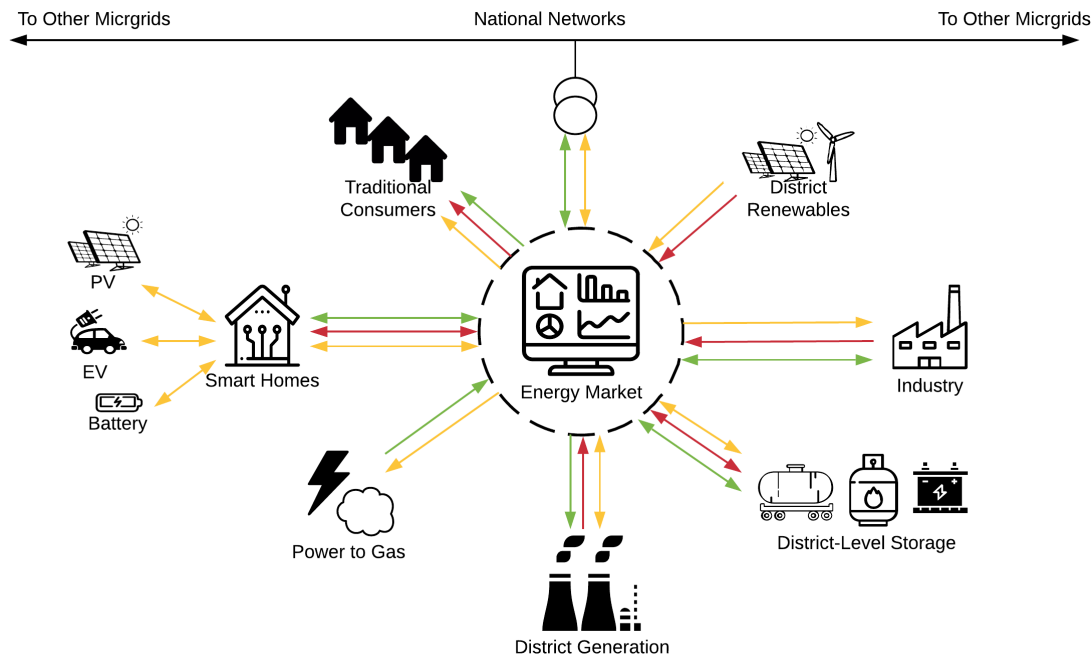 To Other Micrgrids
National Networks
To Other Micrgrids
Traditional
Consumers
District
Renewables
PV
EV
Battery
Smart Homes
Energy Market
Industry
Power to Gas
District-Level Storage
District Generation